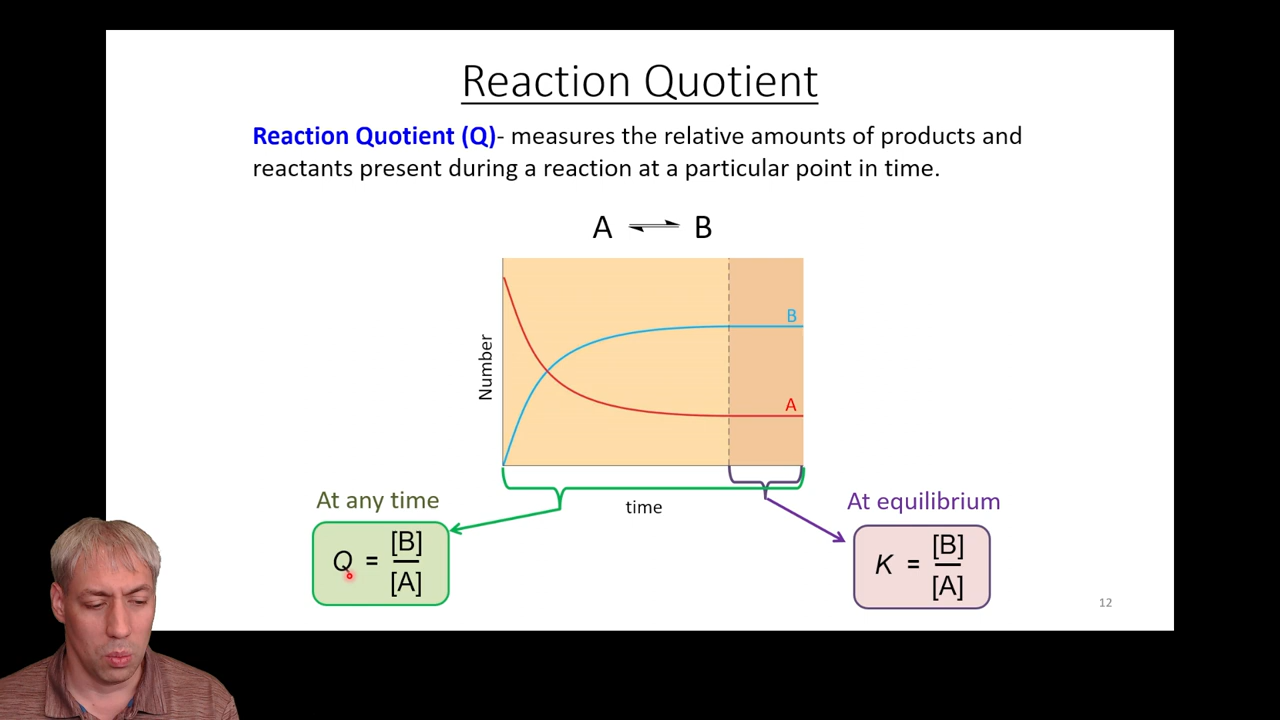 Reaction Quotient
Reaction Quotient (Q)- measures the relative amounts of products and
reactants present during a reaction at a particular point in time.
A ⇌ B
B
Number
A
time
At any time
Q = [B]/[A]
At equilibrium
K = [B]/[A]
12